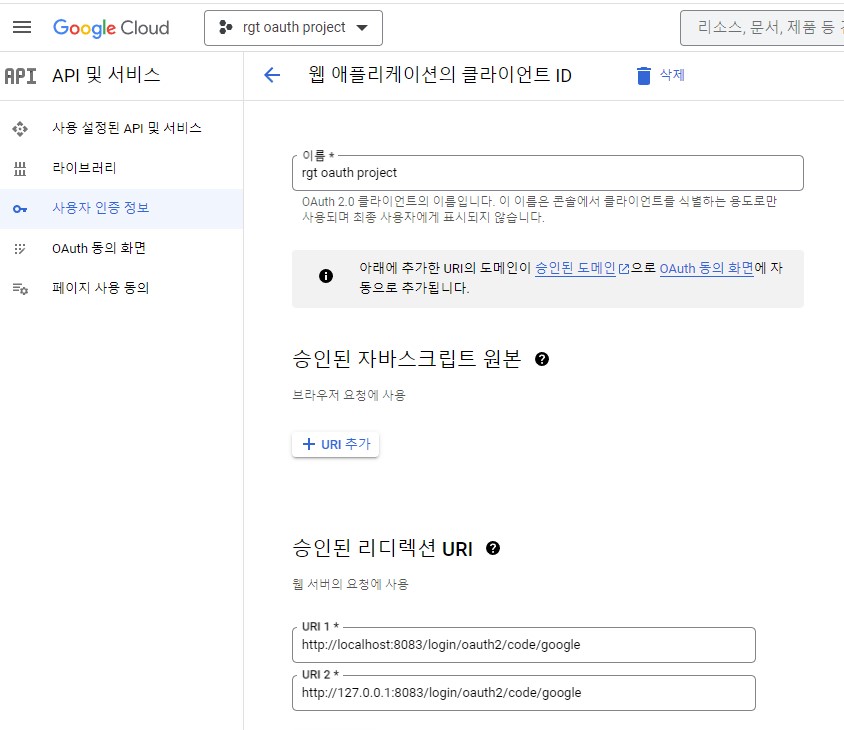 Google Cloud
rgt oauth project
리소스, 문서, 제품 등
API API 및 서비스
웹 애플리케이션의 클라이언트 ID
삭제
사용 설정된 API 및 서비스
라이브러리
사용자 인증 정보
OAuth 동의 화면
페이지 사용 동의
이름 *
rgt oauth project
OAuth 2.0 클라이언트의 이름입니다. 이 이름은 콘솔에서 클라이언트를 식별하는 용도로만
사용되며 최종 사용자에게 표시되지 않습니다.
아래에 추가한 URI의 도메인이 승인된 도메인으로 OAuth 동의 화면에 자
동으로 추가됩니다.
승인된 자바스크립트 원본
브라우저 요청에 사용
+ URI 추가
승인된 리디렉션 URI
웹 서버의 요청에 사용
URI 1 *
http://localhost:8083/login/oauth2/code/google
URI 2 *
http://127.0.0.1:8083/login/oauth2/code/google